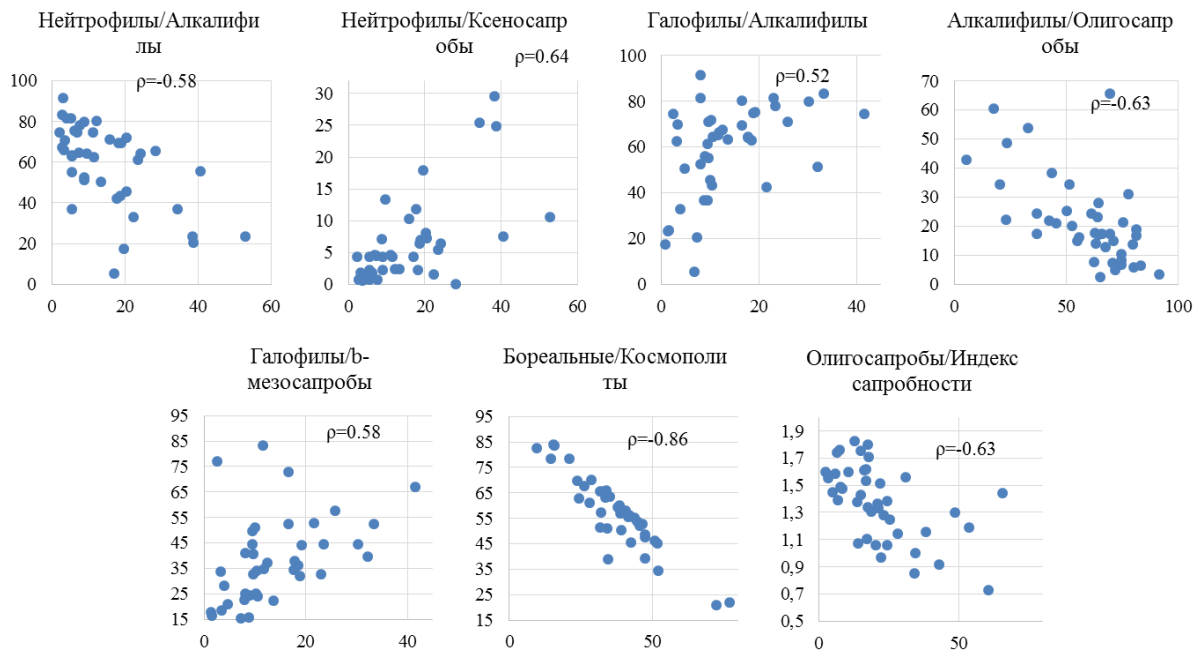 Нейтрофилы/Алкалифи
лы
ρ=-0.58
100
80
60
40
20
0
0 20 40 60
Нейтрофилы/Ксеносапр
обы
ρ=0.64
30
25
20
15
10
5
0
0 20 40 60
Галофилы/Алкалифилы
ρ=0.52
100
80
60
40
20
0
0 20 40
Алкалифилы/Олигосапр
обы
ρ=-0.63
70
60
50
40
30
20
10
0
0 50 100
Галофилы/b-
мезосапробы
ρ=0.58
95
85
75
65
55
45
35
25
15
0 20 40
Бореальные/Космополи
ты
ρ=-0.86
95
85
75
65
55
45
35
25
15
0 50
Олигосапробы/Индекс
сапробности
ρ=-0.63
1,9
1,7
1,5
1,3
1,1
0,9
0,7
0,5
0 50